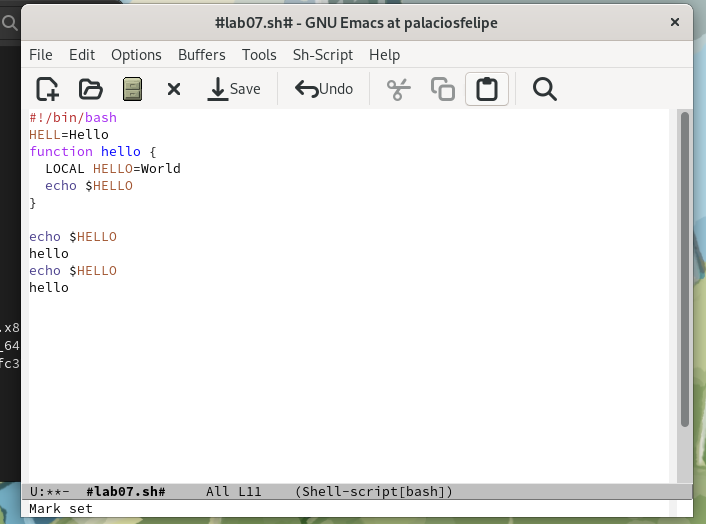 #lab07.sh# - GNU Emacs at palaciosfelipe
File Edit Options Buffers Tools Sh-Script Help
Save Undo
#!/bin/bash
HELL=Hello
function hello {
  LOCAL HELLO=World
  echo $HELLO
}
echo $HELLO
hello
echo $HELLO
hello
.x8
_64
fc3
U:**-  #lab07.sh#     All L11    (Shell-script[bash])
Mark set